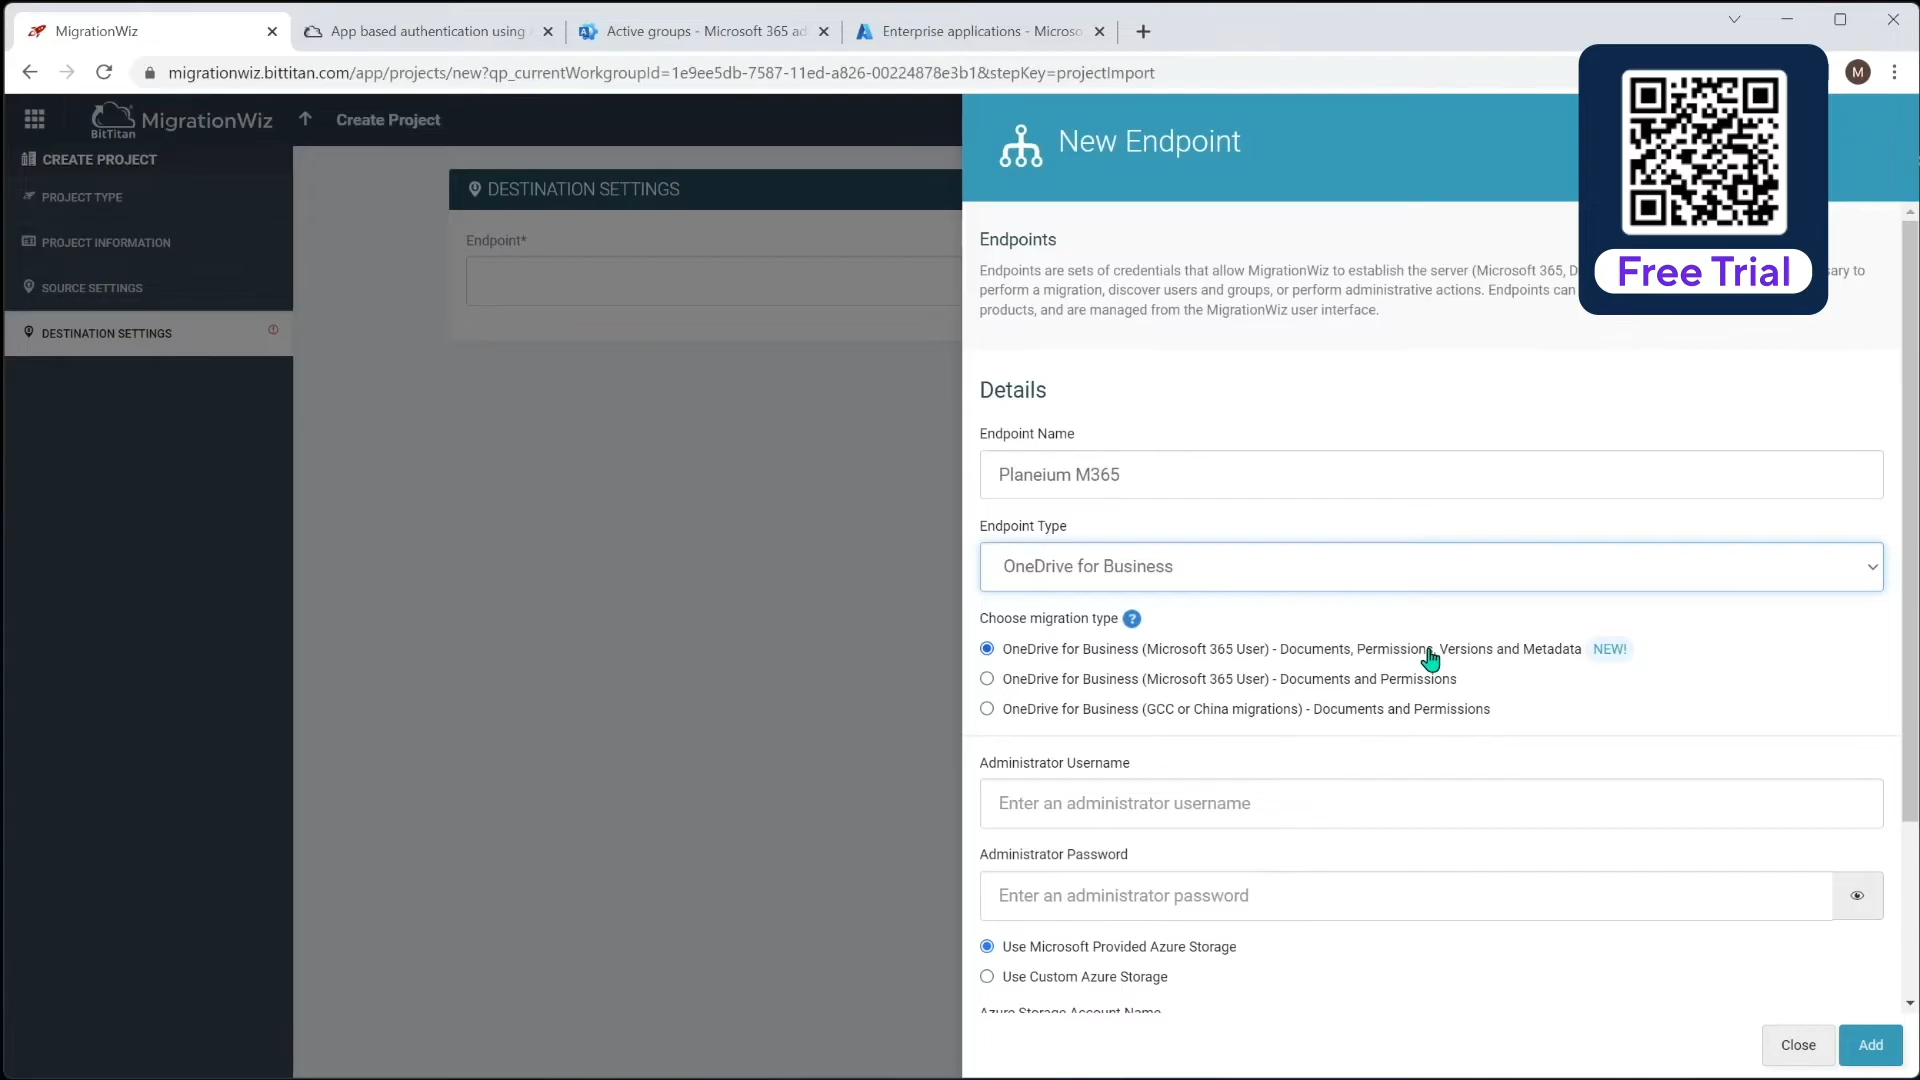 MigrationWiz
App based authentication using
Active groups - Microsoft 365 ad
Enterprise applications - Microso
migrationwiz.bittitan.com/app/projects/new?qp_currentWorkgroupId=1e9ee5db-7587-11ed-a826-00224878e3b1&stepKey=projectImport
M
BitTitan MigrationWiz
Create Project
CREATE PROJECT
PROJECT TYPE
PROJECT INFORMATION
SOURCE SETTINGS
DESTINATION SETTINGS
DESTINATION SETTINGS
Endpoint*
New Endpoint
Free Trial
Endpoints
Endpoints are sets of credentials that allow MigrationWiz to establish the server (Microsoft 365, D
sary to
perform a migration, discover users and groups, or perform administrative actions. Endpoints can
products, and are managed from the MigrationWiz user interface.
Details
Endpoint Name
Planeium M365
Endpoint Type
OneDrive for Business
Choose migration type ?
OneDrive for Business (Microsoft 365 User) - Documents, Permissions, Versions and Metadata NEW!
OneDrive for Business (Microsoft 365 User) - Documents and Permissions
OneDrive for Business (GCC or China migrations) - Documents and Permissions
Administrator Username
Enter an administrator username
Administrator Password
Enter an administrator password
Use Microsoft Provided Azure Storage
Use Custom Azure Storage
Azure Storage Account Name
Close
Add